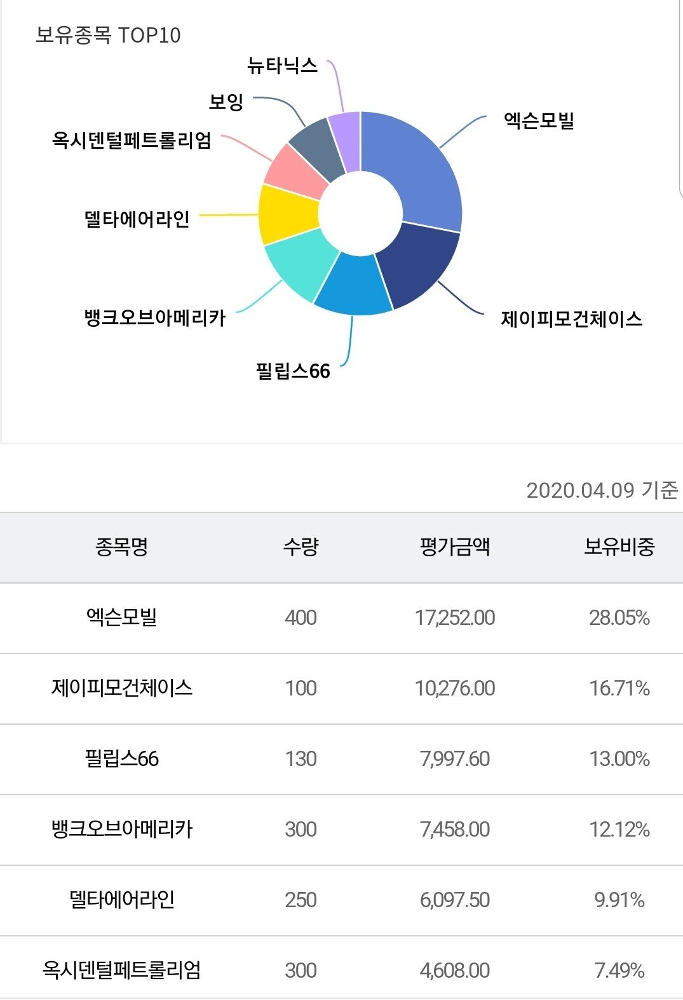 보유종목 TOP10
뉴타닉스
보잉
엑슨모빌
옥시덴털페트롤리엄
델타에어라인
뱅크오브아메리카
제이피모건체이스
필립스66
2020.04.09 기준
종목명 수량 평가금액 보유비중
엑슨모빌 400 17,252.00 28.05%
제이피모건체이스 100 10,276.00 16.71%
필립스66 130 7,997.60 13.00%
뱅크오브아메리카 300 7,458.00 12.12%
델타에어라인 250 6,097.50 9.91%
옥시덴털페트롤리엄 300 4,608.00 7.49%